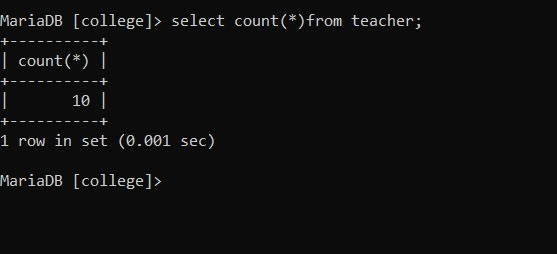 MariaDB [college]> select count(*)from teacher;
+----------+
| count(*) |
+----------+
|       10 |
+----------+
1 row in set (0.001 sec)
MariaDB [college]>